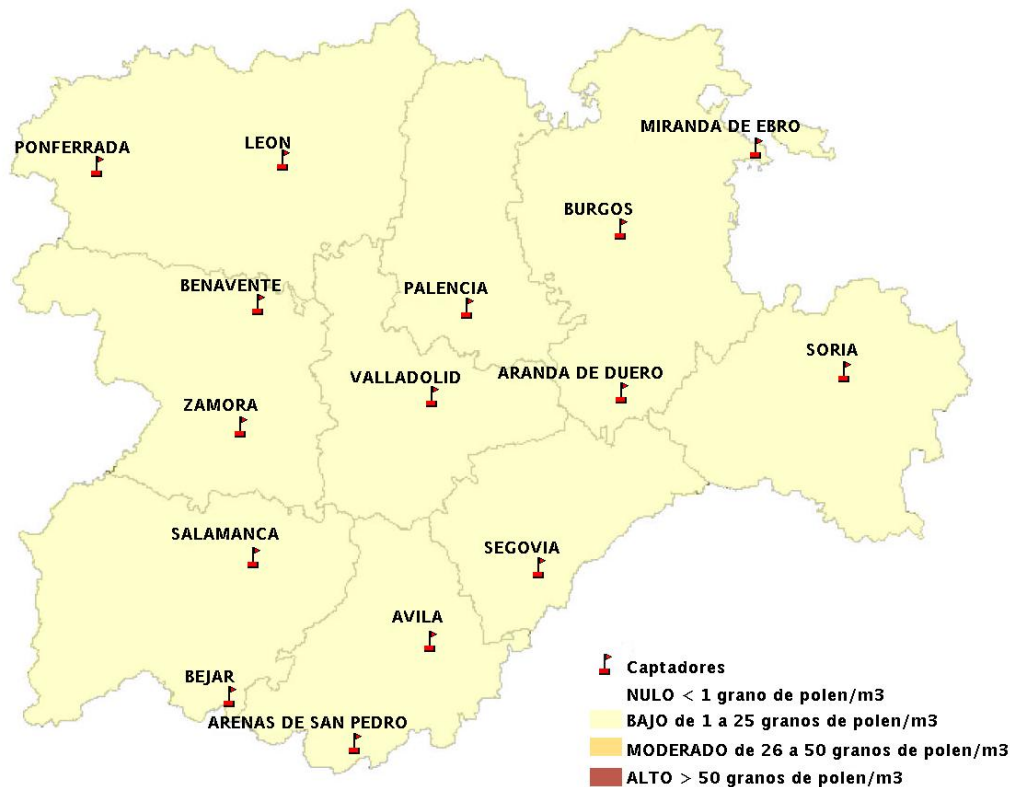 MIRANDA DE EBRO
PONFERRADA
LEON
BURGOS
BENAVENTE
PALENCIA
SORIA
VALLADOLID
ARANDA DE DUERO
ZAMORA
SALAMANCA
SEGOVIA
AVILA
BEJAR
ARENAS DE SAN PEDRO
Captadores
NULO < 1 grano de polen/m3
BAJO de 1 a 25 granos de polen/m3
MODERADO de 26 a 50 granos de polen/m3
ALTO > 50 granos de polen/m3